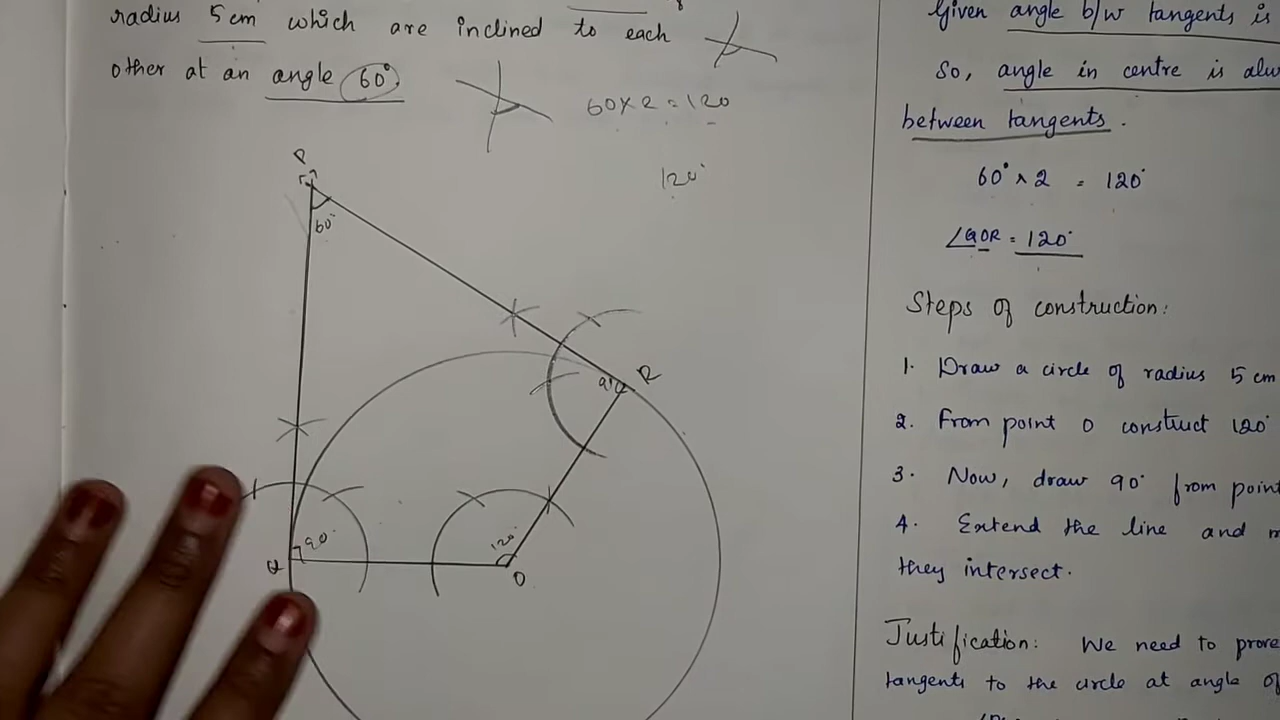 radius 5 cm which are inclined to each
other at an angle 60°.
60 x 2 = 120
120°
P
60°
R
90°
120°
O
Q
Given angle b/w tangents is
So, angle in centre is
between tangents.
60° x 2 = 120°
∠QOR = 120°
Steps of construction:
1. Draw a circle of radius 5 cm
2. From point O construct 120°
3. Now, draw 90° from point
4. Extend the line and
they intersect.
Justification: We need to prove
tangents to the circle at angle of